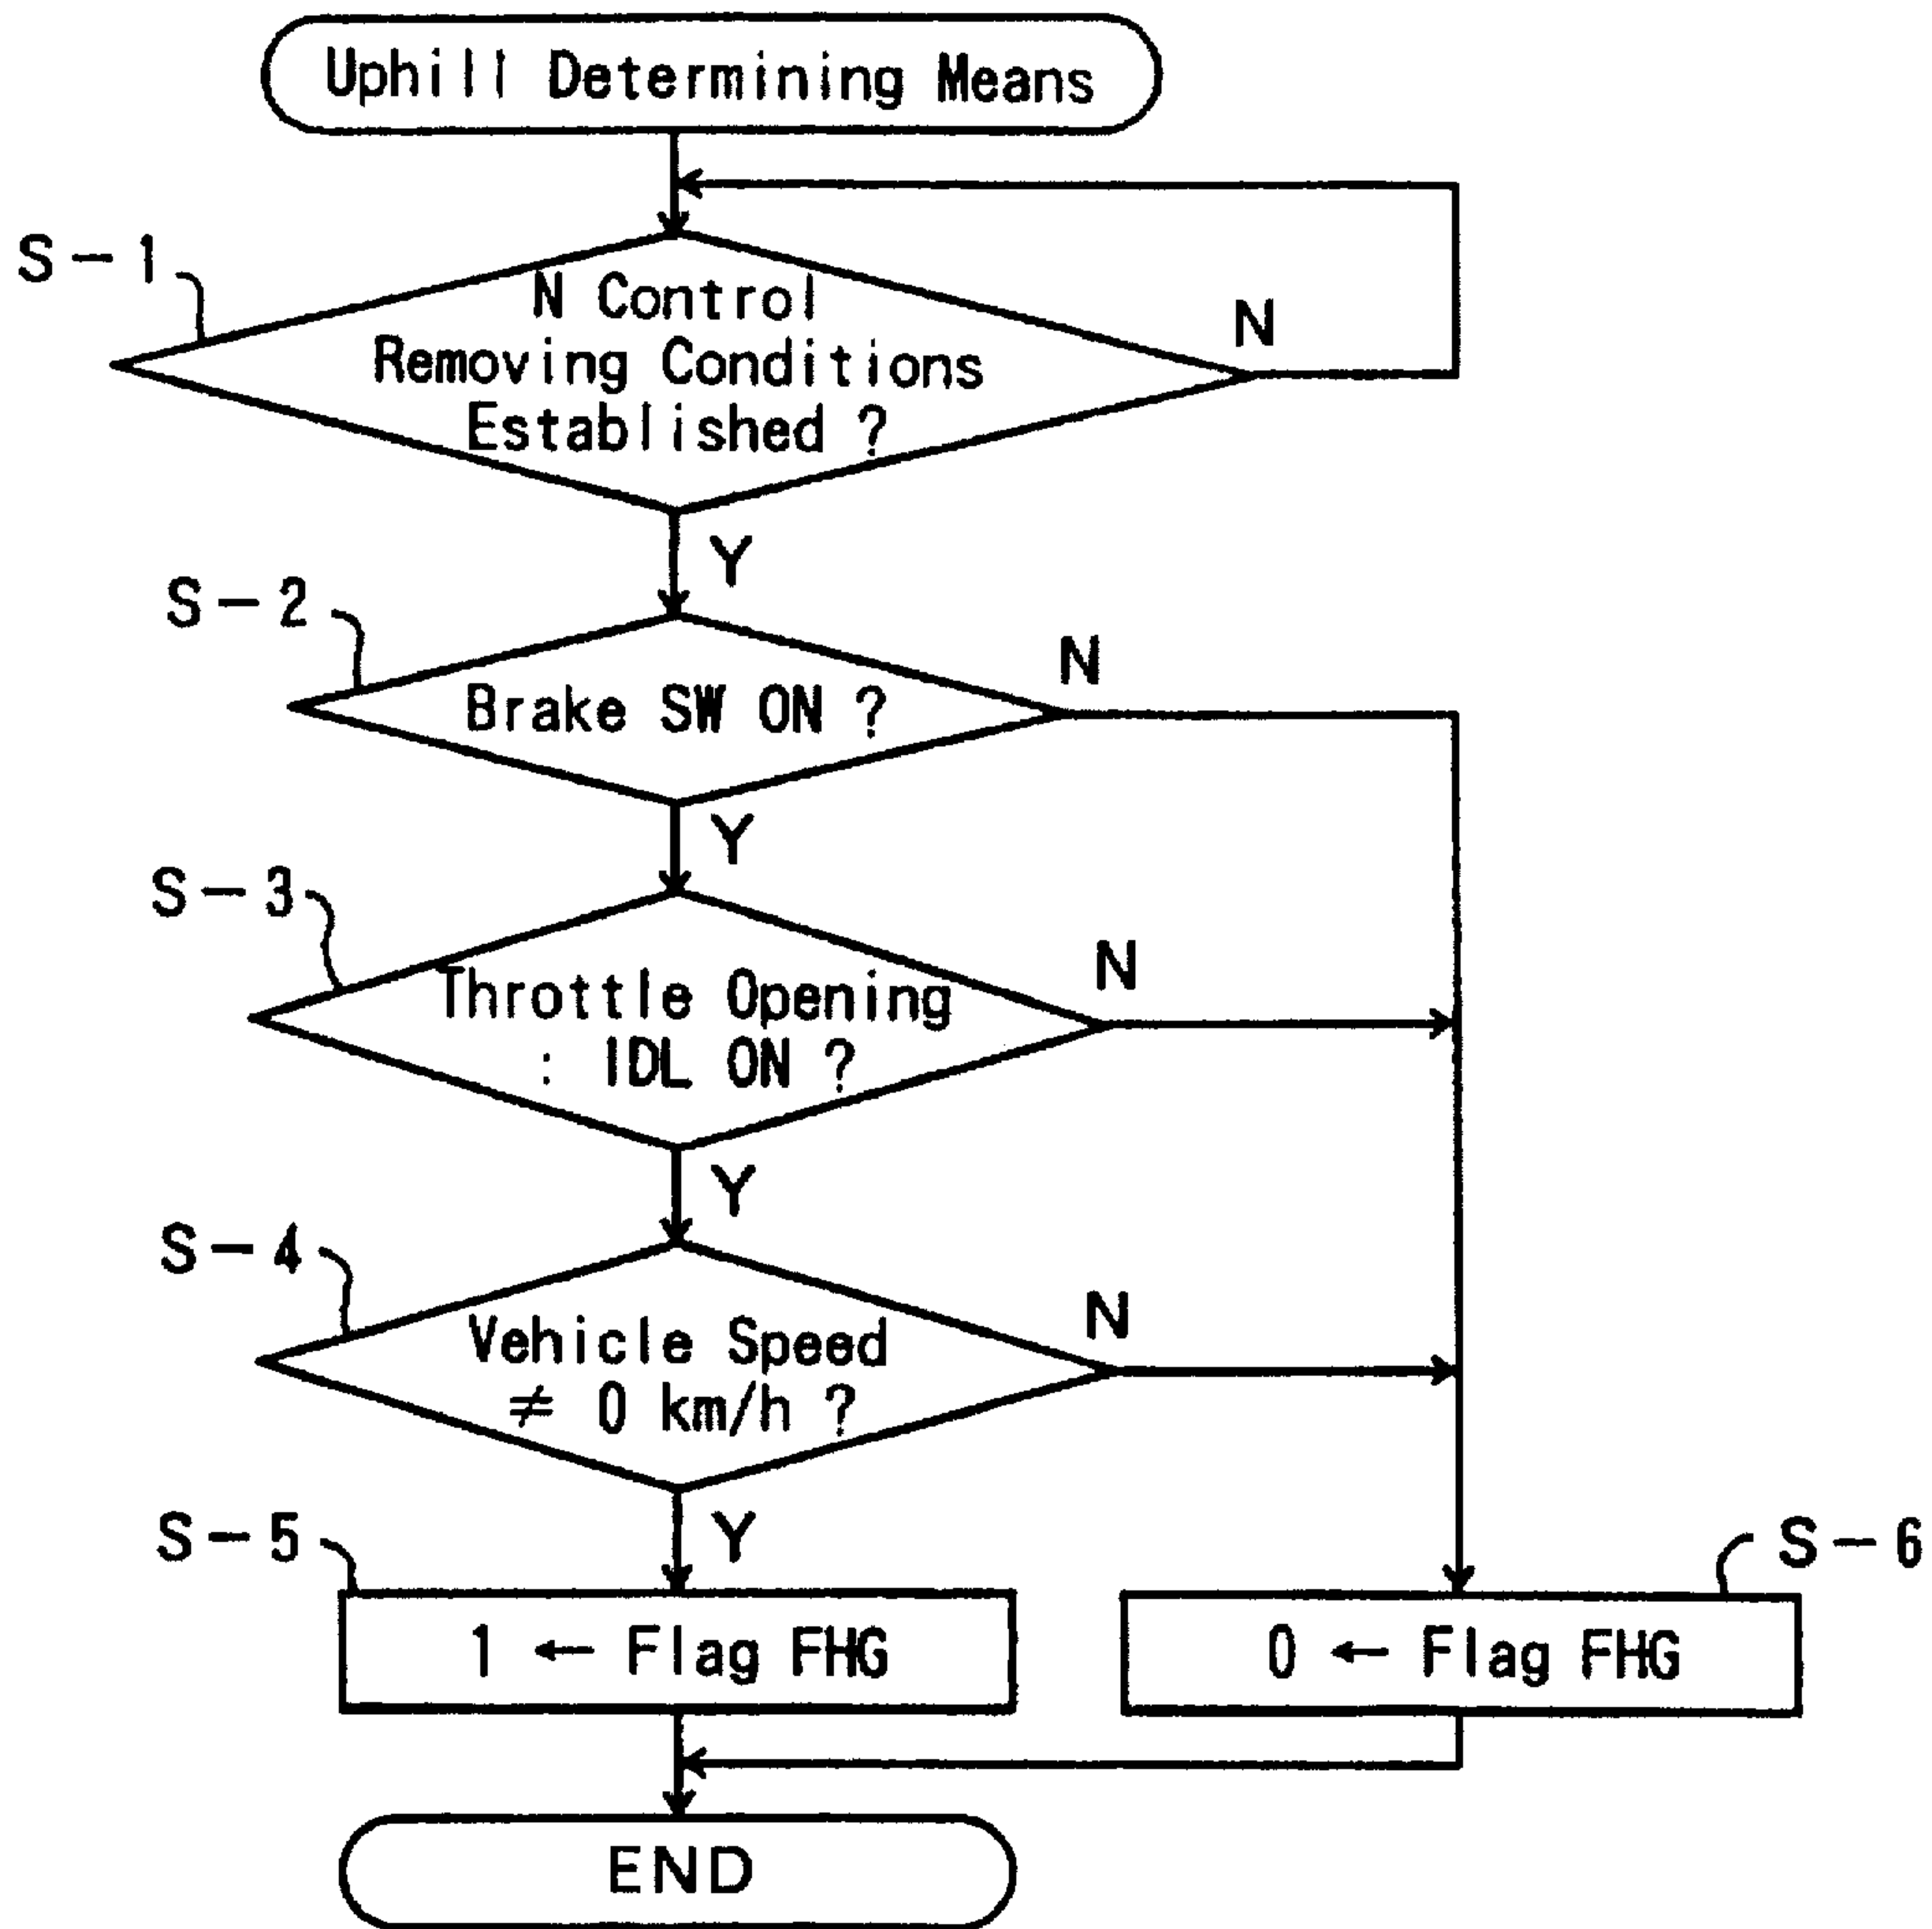 Uphill Determining Means
S-1
N Control
Removing Conditions
Established ?
N
Y
S-2
Brake SW ON ?
N
Y
S-3
Throttle Opening
: IDL ON ?
N
Y
S-4
Vehicle Speed
≠ 0 km/h ?
N
Y
S-5
1 ← Flag FHG
S-6
0 ← Flag FHG
END